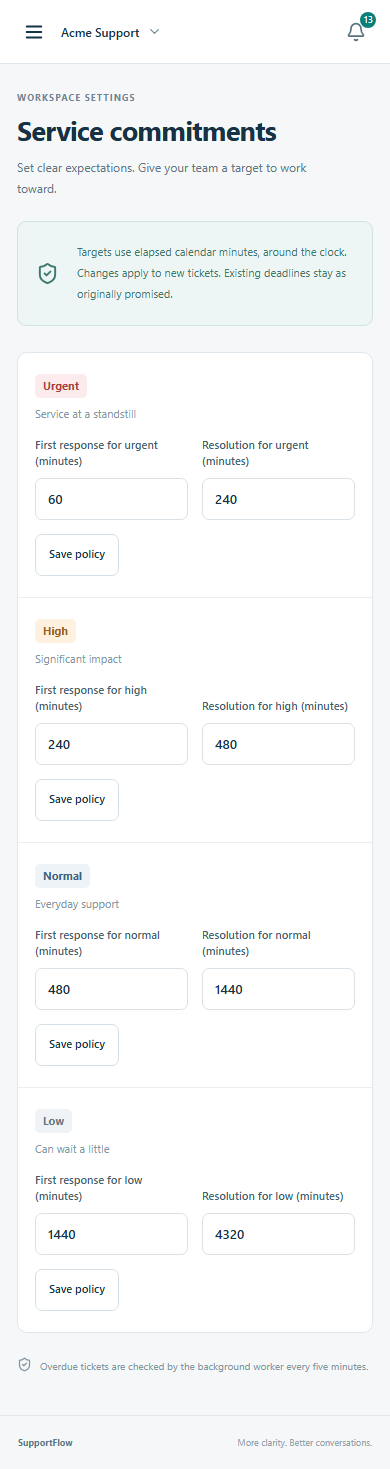 Acme Support
13
WORKSPACE SETTINGS
Service commitments
Set clear expectations. Give your team a target to work
toward.
Targets use elapsed calendar minutes, around the clock.
Changes apply to new tickets. Existing deadlines stay as
originally promised.
Urgent
Service at a standstill
First response for urgent
(minutes)
Resolution for urgent
(minutes)
60
240
Save policy
High
Significant impact
First response for high
(minutes)
Resolution for high (minutes)
240
480
Save policy
Normal
Everyday support
First response for normal
(minutes)
Resolution for normal
(minutes)
480
1440
Save policy
Low
Can wait a little
First response for low
(minutes)
Resolution for low (minutes)
1440
4320
Save policy
Overdue tickets are checked by the background worker every five minutes.
SupportFlow
More clarity. Better conversations.